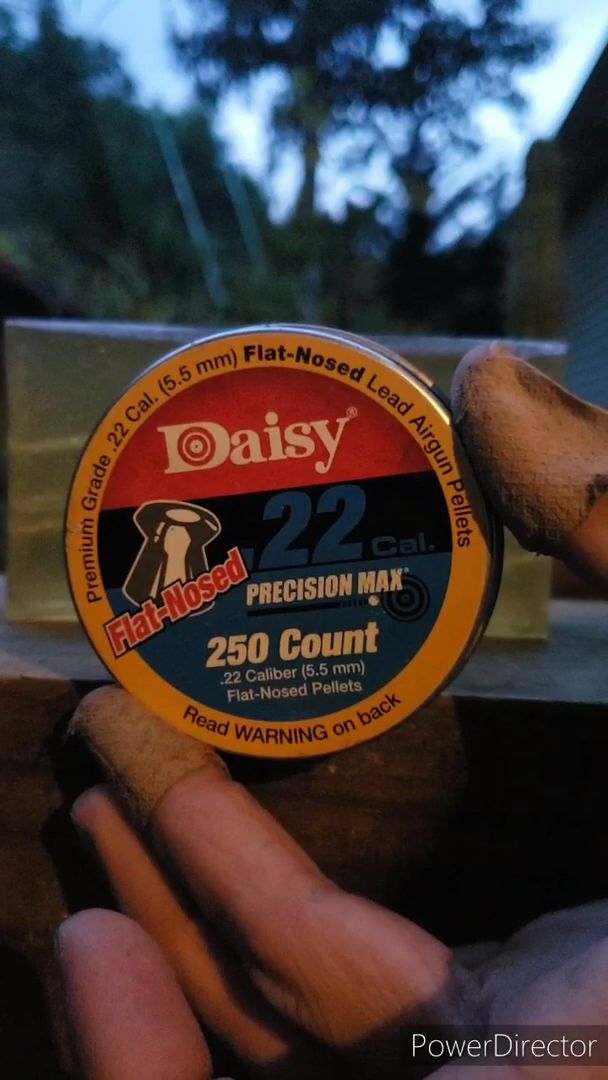 Premium Grade .22 Cal. (5.5 mm) Flat-Nosed Lead Airgun Pellets
Daisy®
.22 Cal.
Flat-Nosed
PRECISION MAX®
250 Count
.22 Caliber (5.5 mm)
Flat-Nosed Pellets
Read WARNING on back
PowerDirector